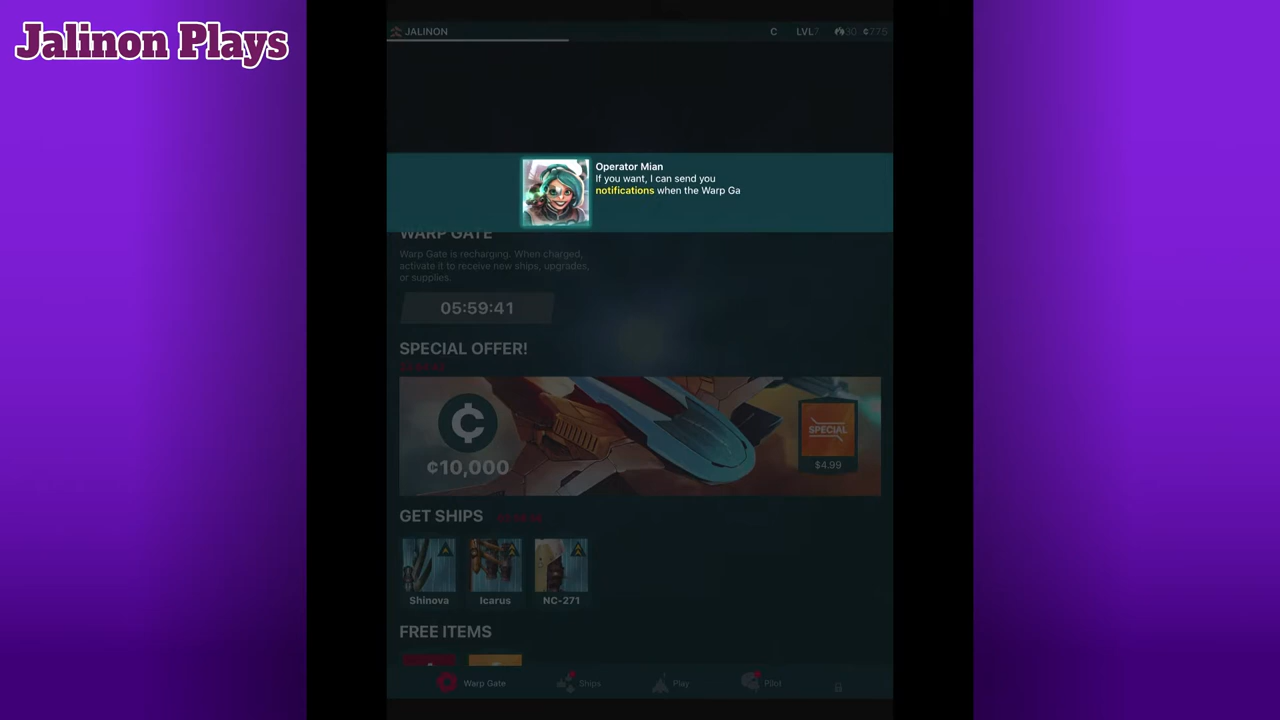 Jalinon Plays
JALINON
C
LVL7
30
¢775
Operator Mian
If you want, I can send you
notifications when the Warp Ga
WARP GATE
Warp Gate is recharging. When charged,
activate it to receive new ships, upgrades,
or supplies.
05:59:41
SPECIAL OFFER!
¢
¢10,000
SPECIAL
$4.99
GET SHIPS
Shinova
Icarus
NC-271
FREE ITEMS
Warp Gate
Ships
Play
Pilot